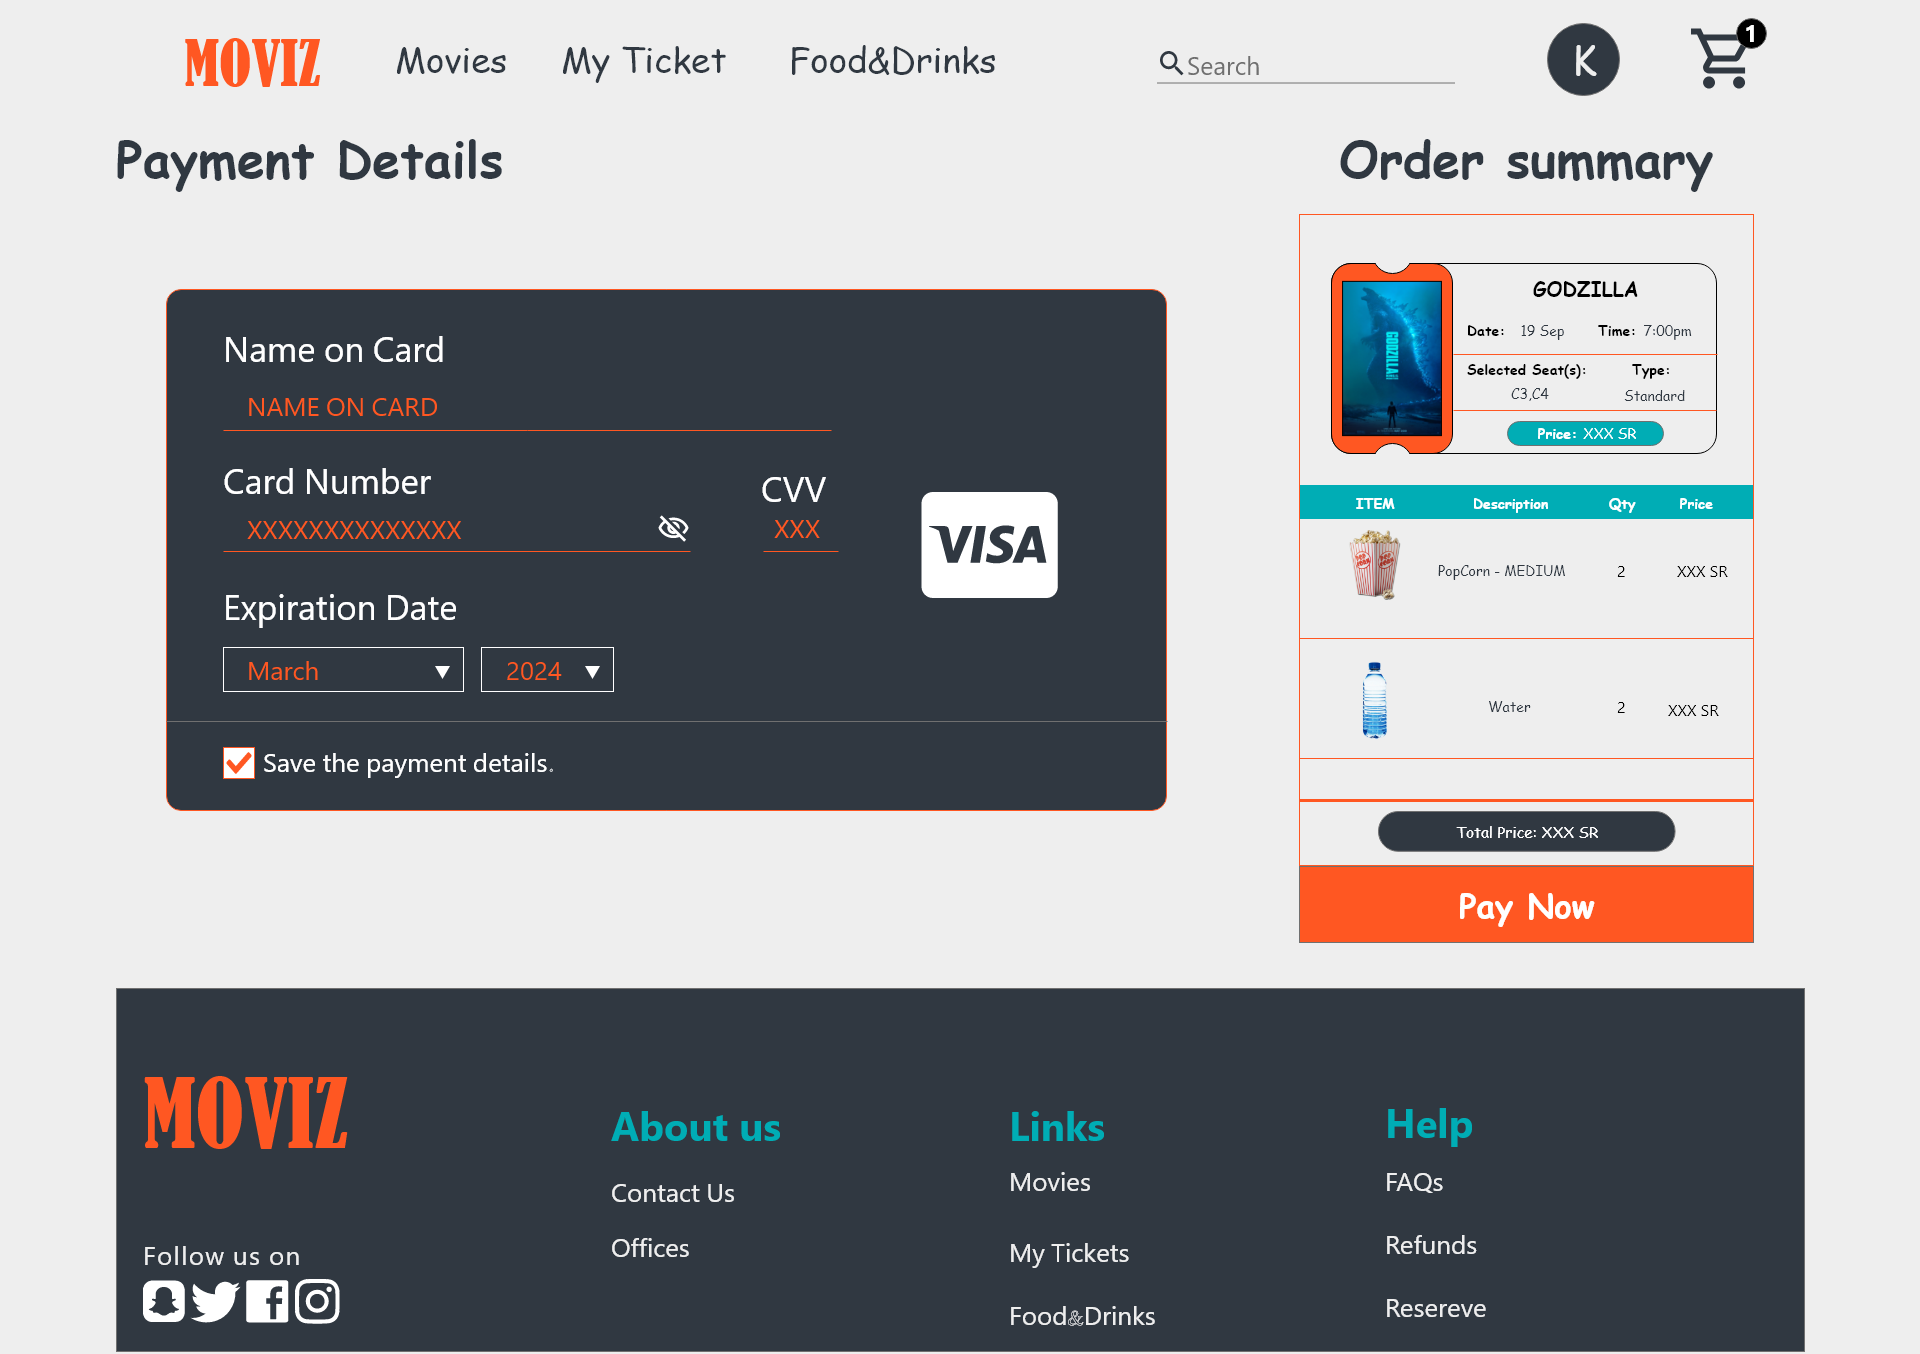 MOVIZ
Movies
My Ticket
Food&Drinks
Search
K
1
Payment Details
Order summary
Name on Card
NAME ON CARD
Card Number
XXXXXXXXXXXXXX
CVV
XXX
VISA
Expiration Date
March
2024
Save the payment details.
GODZILLA
GODZILLA
Date: 19 Sep Time: 7:00pm
Selected Seat(s): Type:
C3,C4 Standard
Price: XXX SR
ITEM Description Qty Price
PopCorn - MEDIUM 2 XXX SR
Water 2 XXX SR
Total Price: XXX SR
Pay Now
MOVIZ
Follow us on
About us
Contact Us
Offices
Links
Movies
My Tickets
Food&Drinks
Help
FAQs
Refunds
Resereve